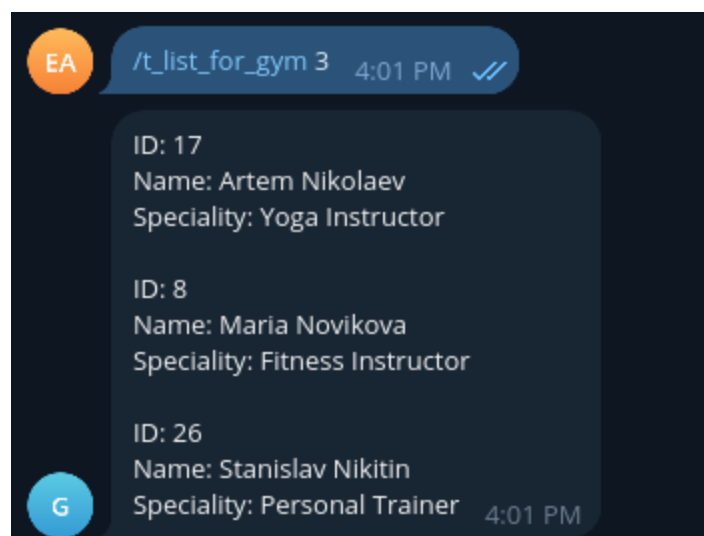 EA
/t_list_for_gym 3 4:01 PM
ID: 17
Name: Artem Nikolaev
Speciality: Yoga Instructor
ID: 8
Name: Maria Novikova
Speciality: Fitness Instructor
ID: 26
Name: Stanislav Nikitin
G
Speciality: Personal Trainer 4:01 PM